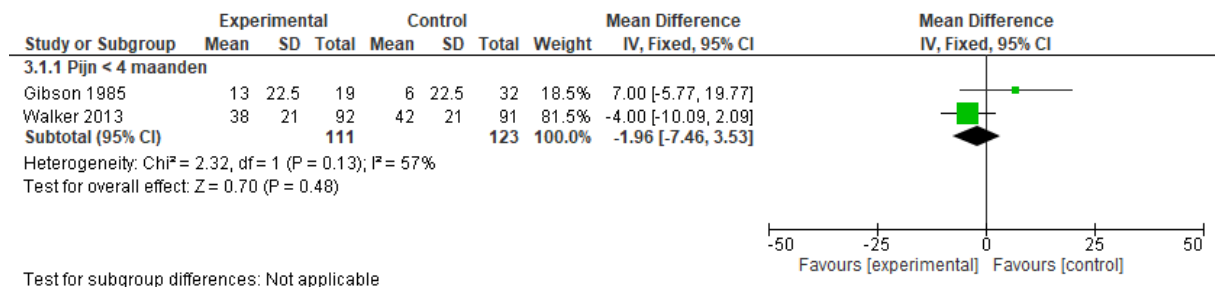 Experimental Control Mean Difference Mean Difference
Study or Subgroup Mean SD Total Mean SD Total Weight IV, Fixed, 95% CI IV, Fixed, 95% CI
3.1.1 Pijn < 4 maanden
Gibson 1985 13 22.5 19 6 22.5 32 18.5% 7.00 [-5.77, 19.77]
Walker 2013 38 21 92 42 21 91 81.5% -4.00 [-10.09, 2.09]
Subtotal (95% CI) 111 123 100.0% -1.96 [-7.46, 3.53]
Heterogeneity: Chi² = 2.32, df = 1 (P = 0.13); I² = 57%
Test for overall effect: Z = 0.70 (P = 0.48)
-50 -25 0 25 50
Favours [experimental] Favours [control]
Test for subgroup differences: Not applicable